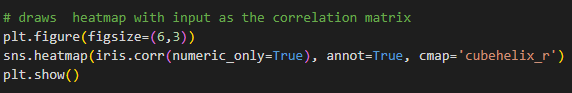 # draws  heatmap with input as the correlation matrix
plt.figure(figsize=(6,3))
sns.heatmap(iris.corr(numeric_only=True), annot=True, cmap='cubehelix_r')
plt.show()